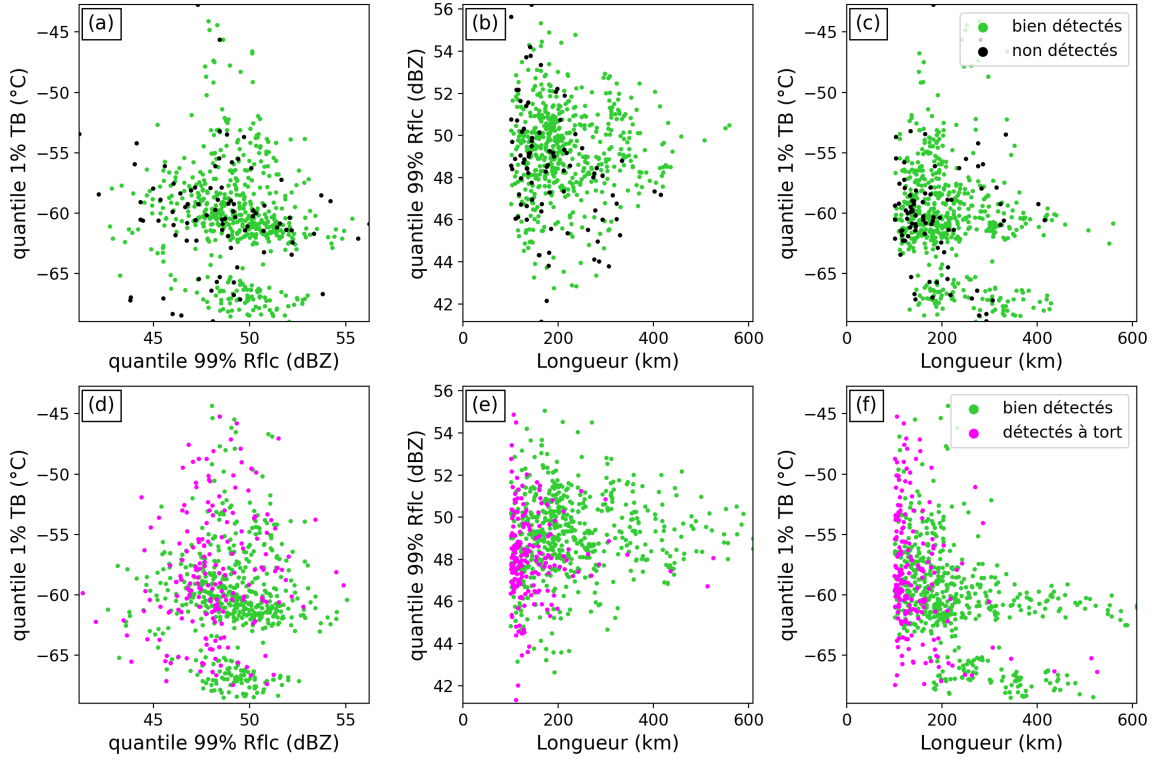 (a)
quantile 1% TB (°C)
−45
−50
−55
−60
−65
45
50
55
quantile 99% Rflc (dBZ)
(b)
quantile 99% Rflc (dBZ)
56
54
52
50
48
46
44
42
0
200
400
600
Longueur (km)
(c)
bien détectés
non détectés
quantile 1% TB (°C)
−45
−50
−55
−60
−65
0
200
400
600
Longueur (km)
(d)
quantile 1% TB (°C)
−45
−50
−55
−60
−65
45
50
55
quantile 99% Rflc (dBZ)
(e)
quantile 99% Rflc (dBZ)
56
54
52
50
48
46
44
42
0
200
400
600
Longueur (km)
(f)
bien détectés
détectés à tort
quantile 1% TB (°C)
−45
−50
−55
−60
−65
0
200
400
600
Longueur (km)